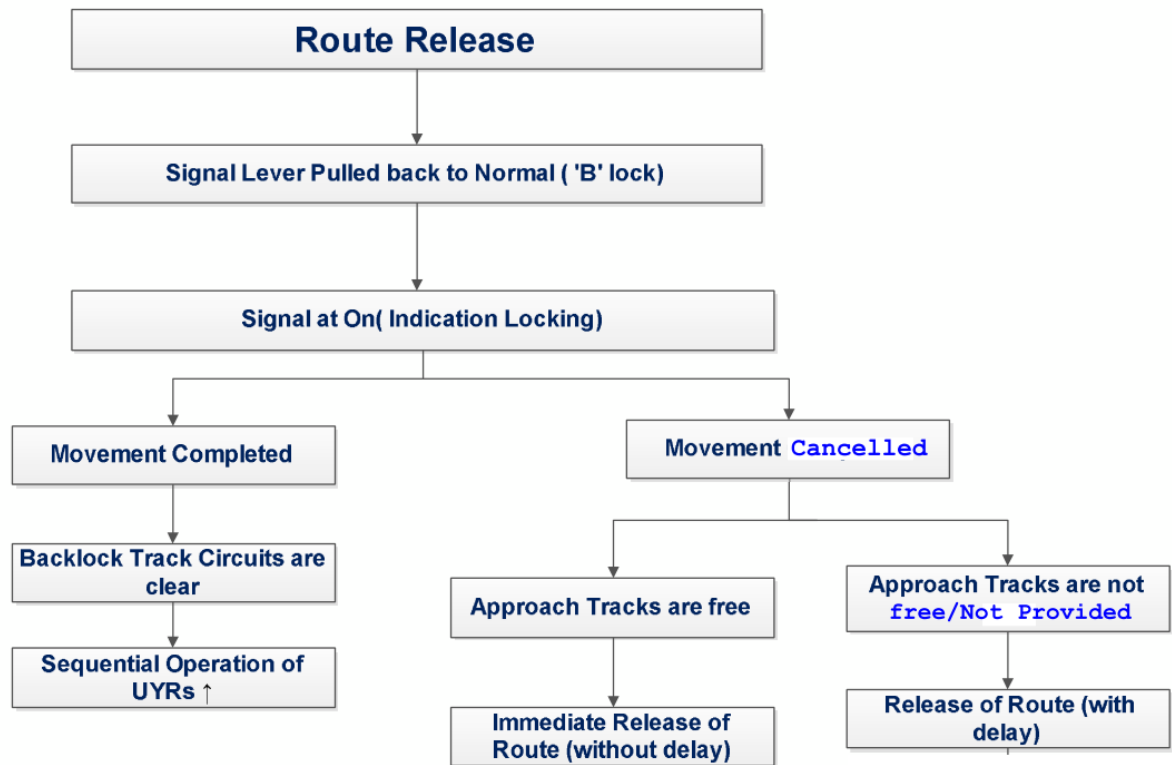 Route Release
Signal Lever Pulled back to Normal ( 'B' lock)
Signal at On( Indication Locking)
Movement Completed
Movement Cancelled
Backlock Track Circuits are
clear
Approach Tracks are free
Approach Tracks are not
free/Not Provided
Sequential Operation of
UYRs ↑
Immediate Release of
Route (without delay)
Release of Route (with
delay)